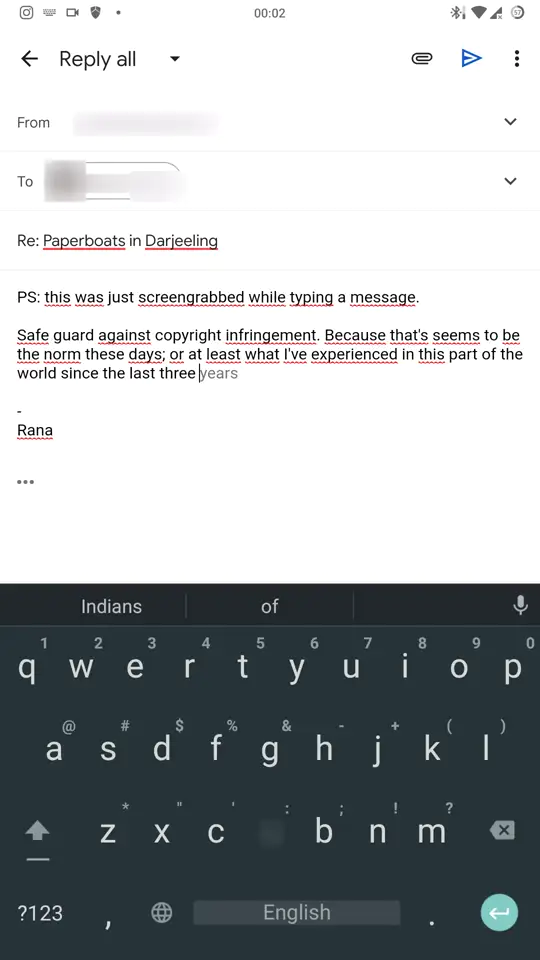 00:02
57
Reply all
From
To
Re: Paperboats in Darjeeling
PS: this was just screengrabbed while typing a message.
Safe guard against copyright infringement. Because that's seems to be
the norm these days; or at least what I've experienced in this part of the
world since the last three years
-
Rana
•••
Indians of
1 2 3 4 5 6 7 8 9 0
q w e r t y u i o p
@ # $ % & - + ( )
a s d f g h j k l
* " ' : ; ! ?
z x c b n m
?123 , English .